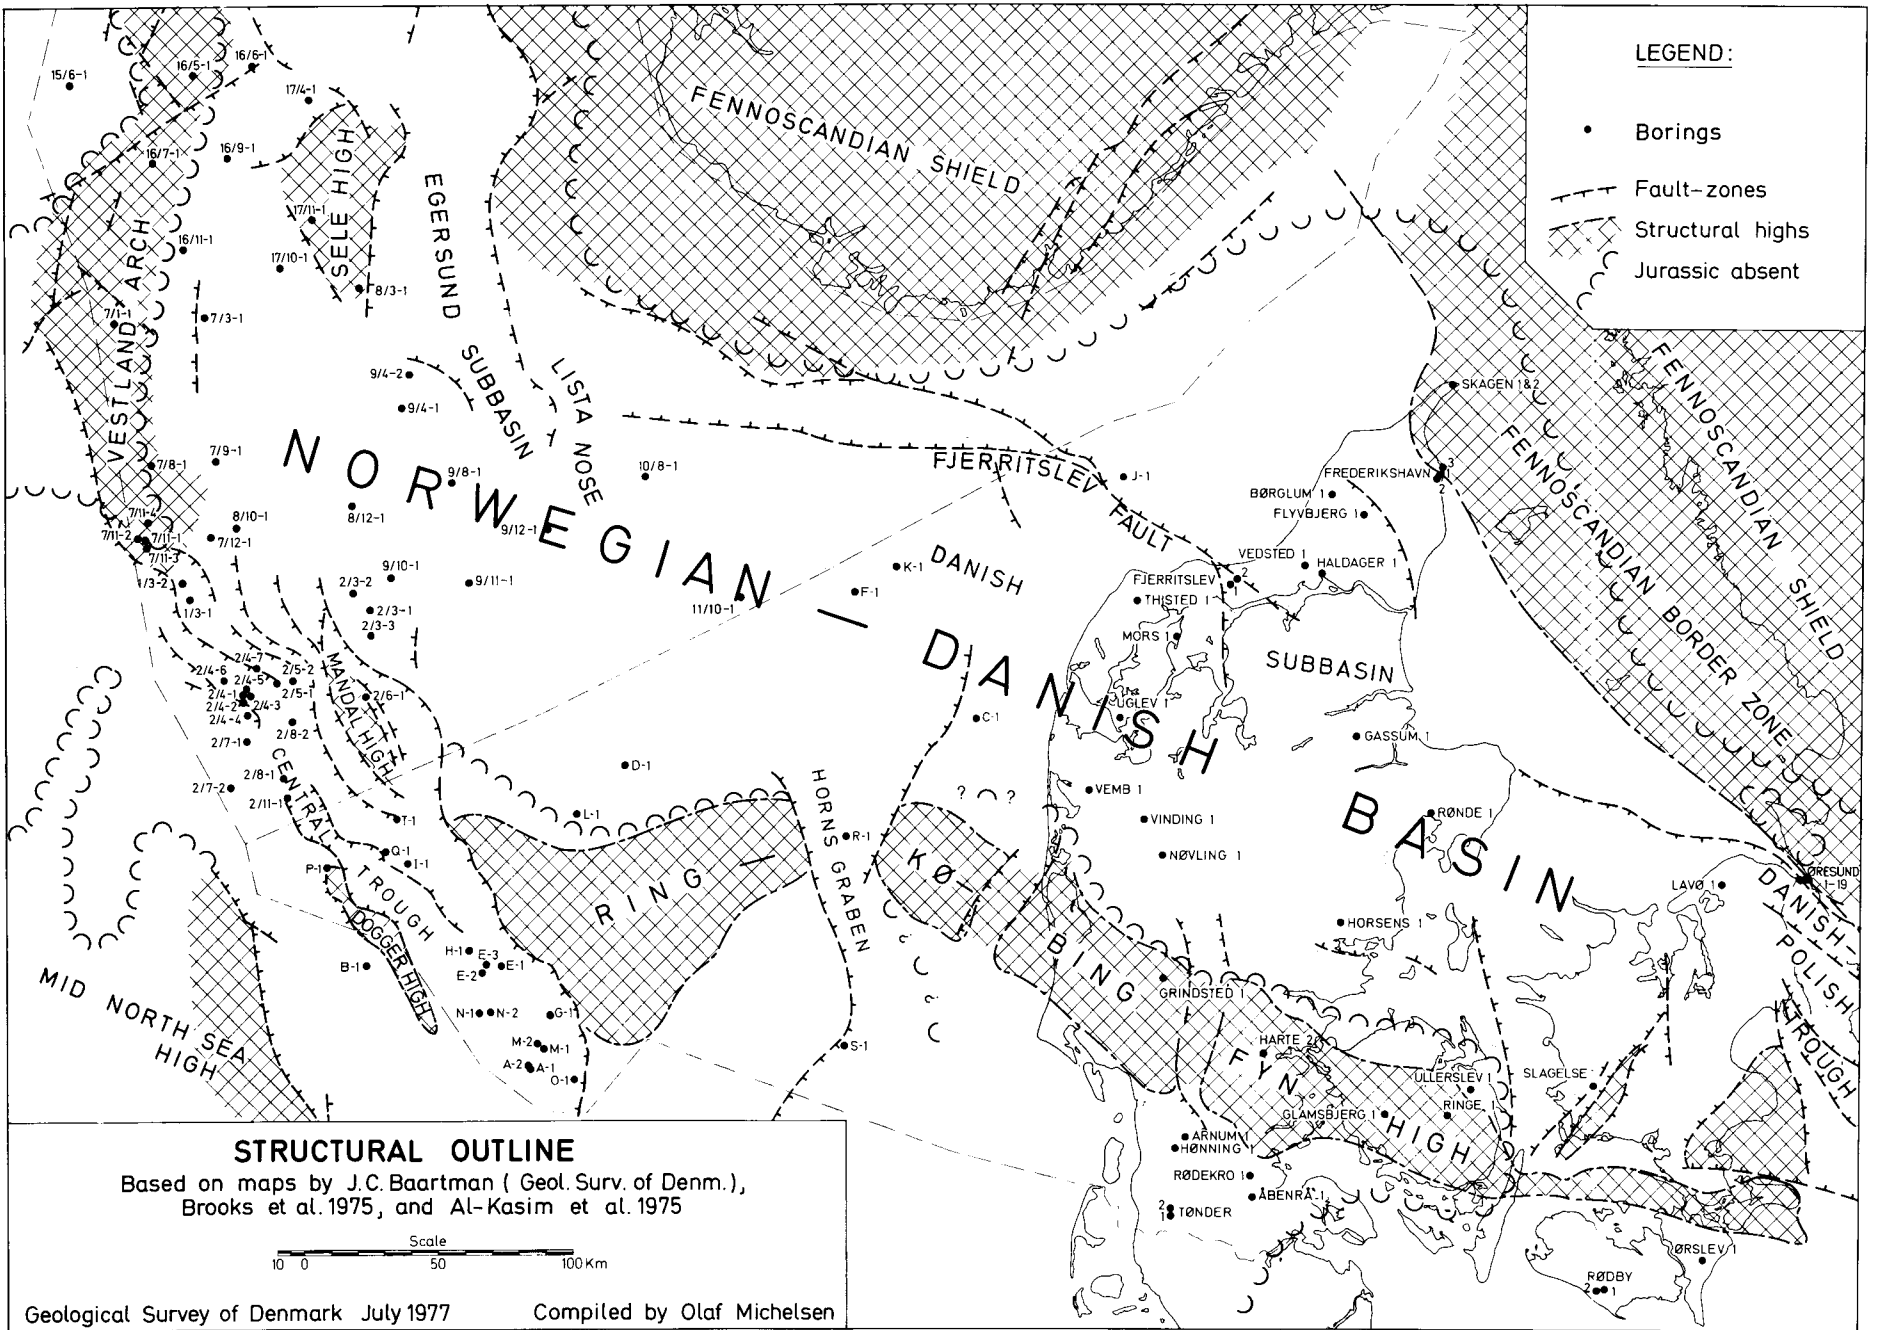 LEGEND:
Borings
Fault-zones
Structural highs
Jurassic absent
15/6-1
16/5-1
16/6-1
17/4-1
16/7-1
16/9-1
17/11-1
16/11-1
17/10-1
8/3-1
7/1-1
7/3-1
9/4-2
9/4-1
7/8-1
7/9-1
9/8-1
10/8-1
8/12-1
9/12-1
7/11-4
7/11-2
7/11-1
7/11-3
8/10-1
7/12-1
1/3-2
1/3-1
9/10-1
9/11-1
2/3-2
2/3-1
2/3-3
11/10-1
2/4-7
2/4-6
2/4-5
2/4-1
2/4-2
2/4-3
2/4-4
2/5-2
2/5-1
2/6-1
2/7-1
2/8-2
2/8-1
2/7-2
2/11-1
VESTLAND ARCH
SELE HIGH
EGERSUND SUBBASIN
LISTA NOSE
FENNOSCANDIAN SHIELD
FENNOSCANDIAN SHIELD
FENNOSCANDIAN BORDER ZONE
NORWEGIAN – DANISH BASIN
FJERRITSLEV FAULT
DANISH SUBBASIN
MANDAL HIGH
CENTRAL TROUGH
DOGGER HIGH
MID NORTH SEA HIGH
RING –
KØ–
BING
FYN HIGH
HORNS GRABEN
DANISH–
POLISH
TROUGH
J-1
K-1
F-1
C-1
? ?
D-1
L-1
R-1
S-1
T-1
Q-1
I-1
P-1
B-1
H-1
E-3
E-2
E-1
N-1
N-2
G-1
M-2
M-1
A-2
A-1
O-1
SKAGEN 1&2
FREDERIKSHAVN
3
1
2
BØRGLUM 1
FLYVBJERG 1
VEDSTED 1
HALDAGER 1
FJERRITSLEV
2
1
THISTED 1
MORS 1
UGLEV 1
GASSUM 1
VEMB 1
VINDING 1
NØVLING 1
RØNDE 1
HORSENS 1
LAVØ 1
ØRESUND
1-19
GRINDSTED 1
HARTE 2
ULLERSLEV 1
SLAGELSE
GLAMSBJERG 1
RINGE 1
ARNUM 1
HØNNING 1
RØDEKRO 1
ÅBENRÅ 1
2
1 TØNDER
ØRSLEV 1
RØDBY
2 1
STRUCTURAL OUTLINE
Based on maps by J.C. Baartman ( Geol. Surv. of Denm.),
Brooks et al. 1975, and Al-Kasim et al. 1975
Scale
10 0 50 100 Km
Geological Survey of Denmark July 1977 Compiled by Olaf Michelsen